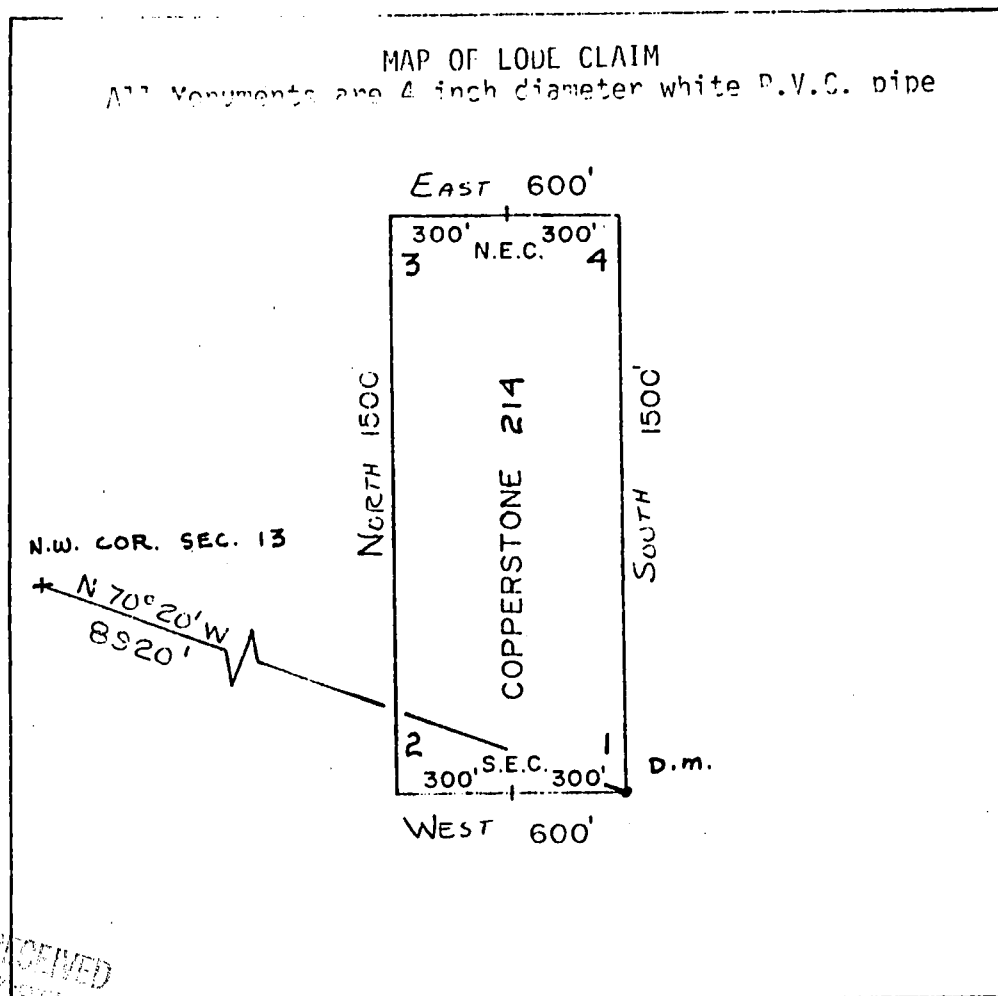 MAP OF LODE CLAIM
All Monuments are 4 inch diameter white P.V.C. pipe
EAST 600'
300' 300'
N.E.C.
3 4
NORTH 1500
COPPERSTONE 214
SOUTH 1500'
N.W. COR. SEC. 13
N 70° 20' W
8920'
2 1
S.E.C.
300' 300'
D.M.
WEST 600'
RECEIVED